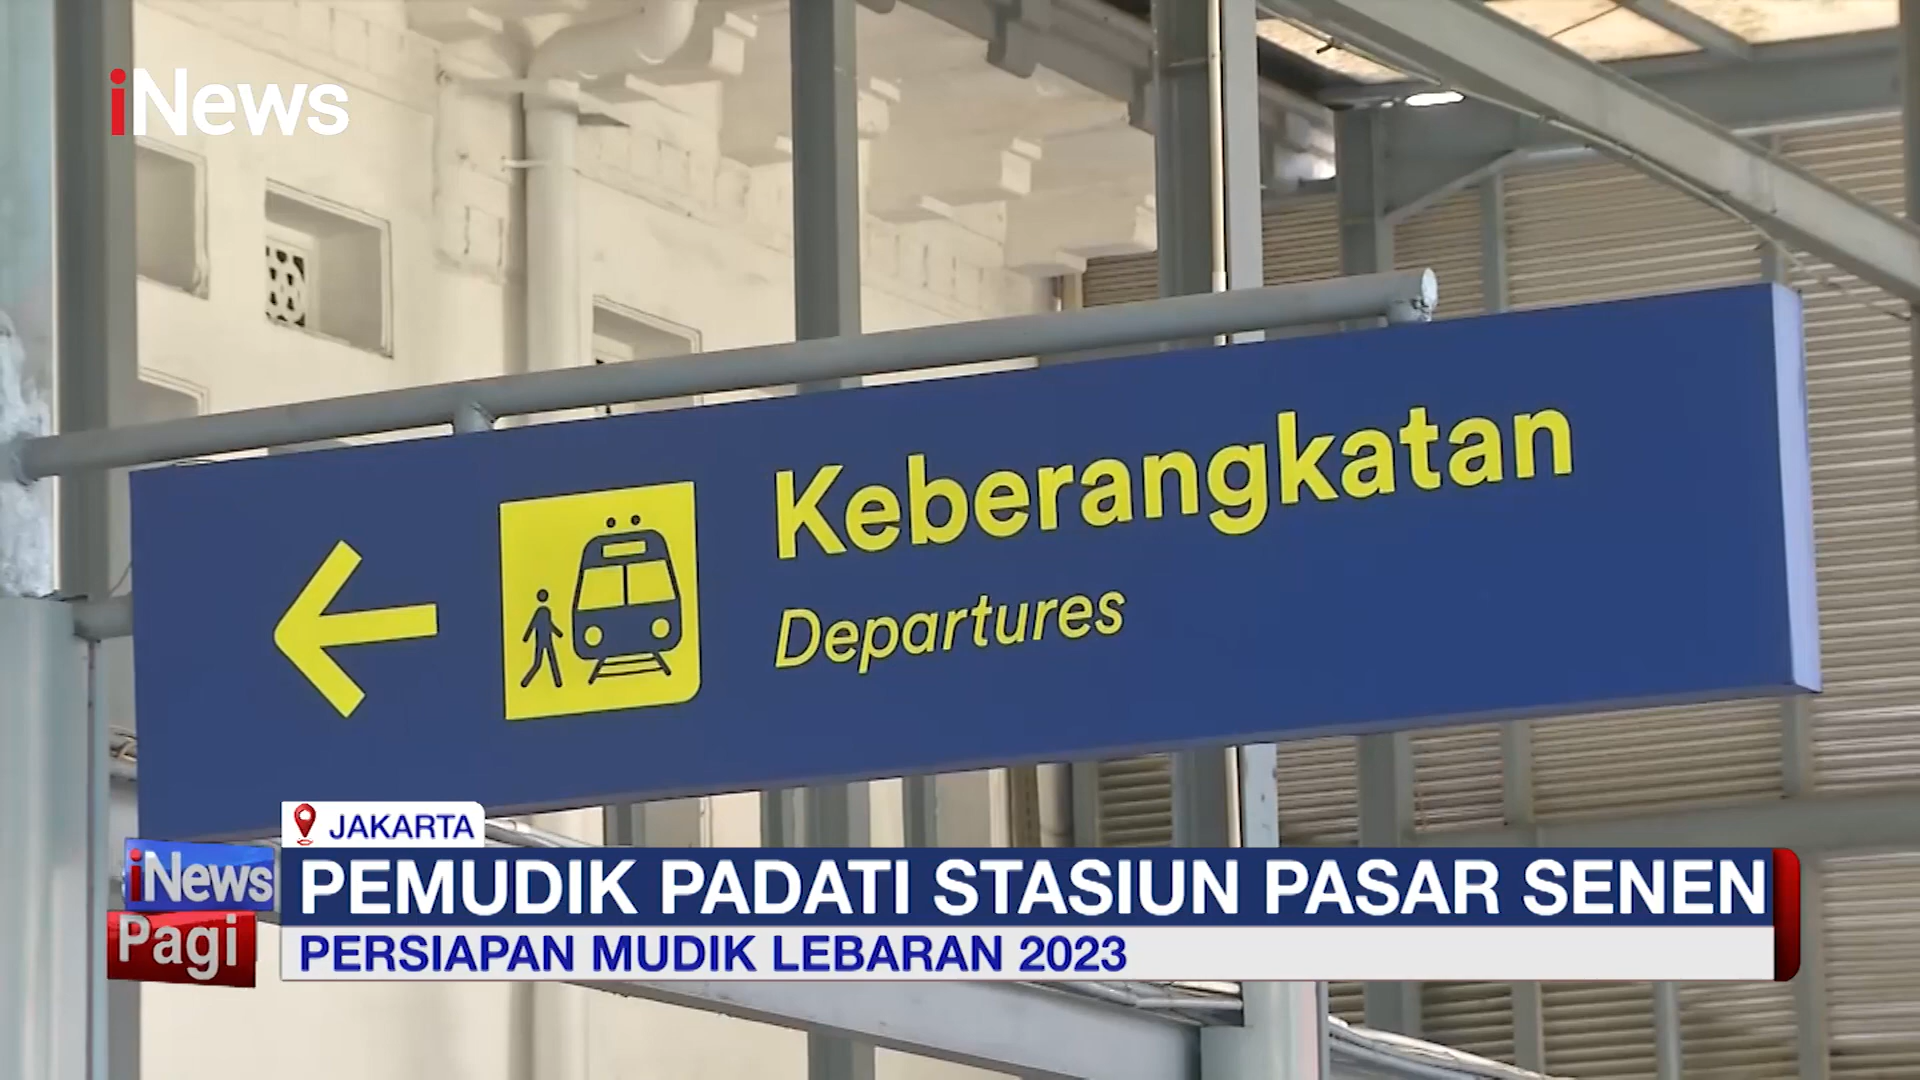 iNews
Keberangkatan
Departures
JAKARTA
iNews
Pagi
PEMUDIK PADATI STASIUN PASAR SENEN
PERSIAPAN MUDIK LEBARAN 2023